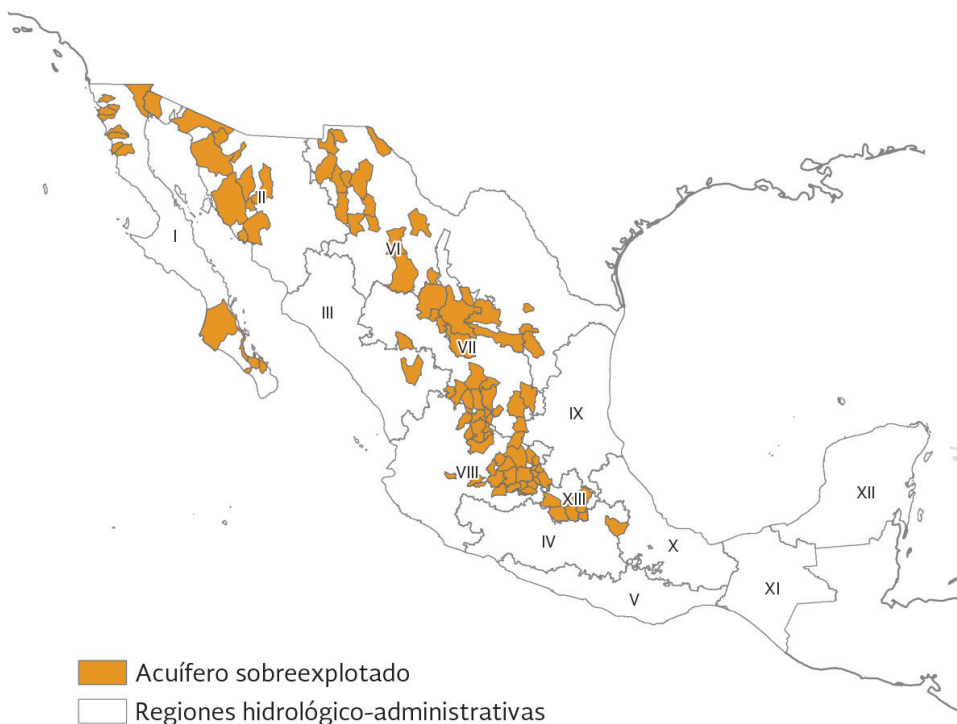 II
I
VI
III
VII
IX
VIII
XIII
XII
IV
X
XI
V
Acuífero sobreexplotado
Regiones hidrológico-administrativas